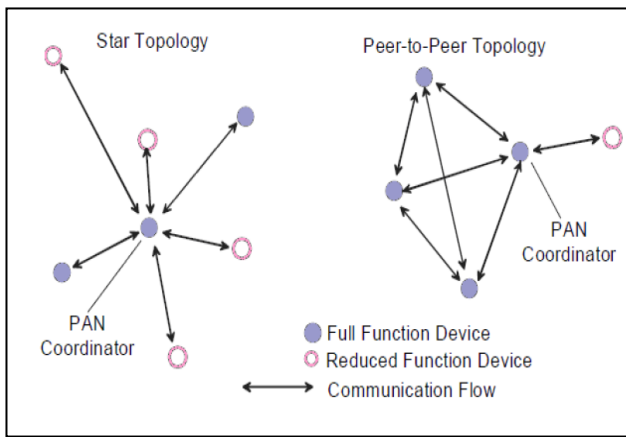 Star Topology
Peer-to-Peer Topology
PAN
Coordinator
PAN
Coordinator
Full Function Device
Reduced Function Device
Communication Flow